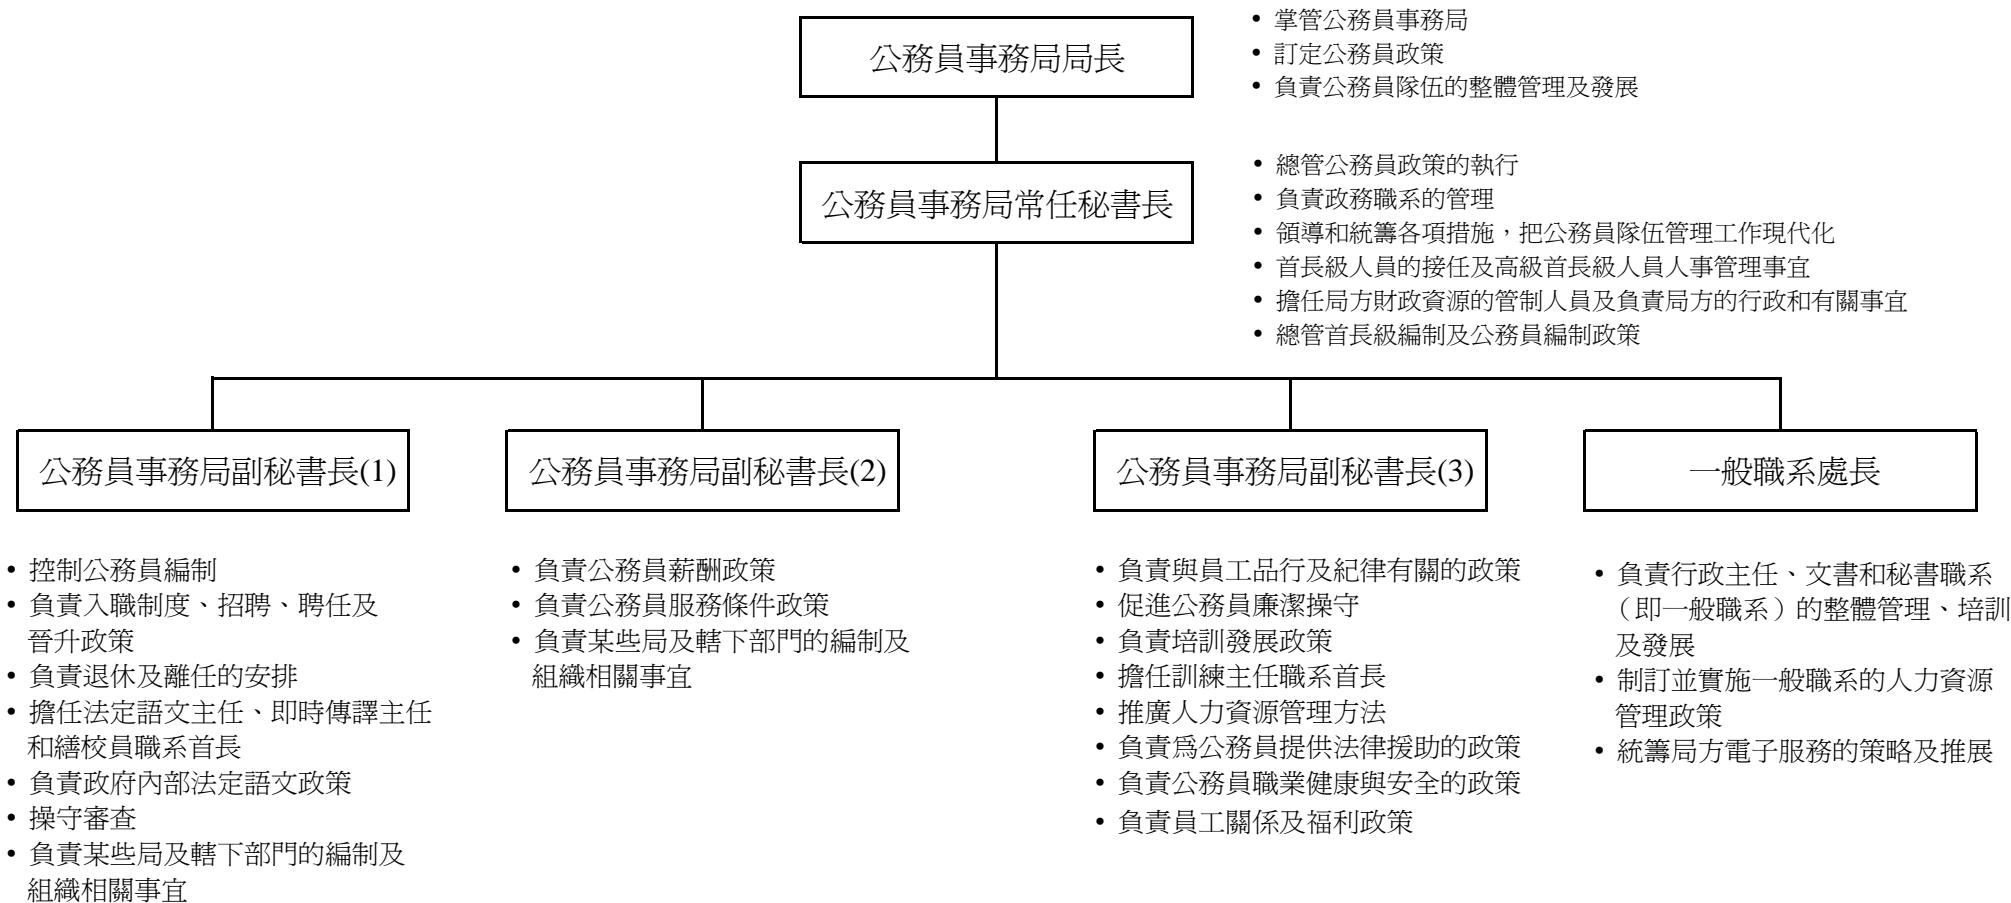 公務員事務局局長
• 掌管公務員事務局
• 訂定公務員政策
• 負責公務員隊伍的整體管理及發展
公務員事務局常任秘書長
• 總管公務員政策的執行
• 負責政務職系的管理
• 領導和統籌各項措施，把公務員隊伍管理工作現代化
• 首長級人員的接任及高級首長級人員人事管理事宜
• 擔任局方財政資源的管制人員及負責局方的行政和有關事宜
• 總管首長級編制及公務員編制政策
公務員事務局副秘書長(1)
• 控制公務員編制
• 負責入職制度、招聘、聘任及
晉升政策
• 負責退休及離任的安排
• 擔任法定語文主任、即時傳譯主任
和繕校員職系首長
• 負責政府內部法定語文政策
• 操守審查
• 負責某些局及轄下部門的編制及
組織相關事宜
公務員事務局副秘書長(2)
• 負責公務員薪酬政策
• 負責公務員服務條件政策
• 負責某些局及轄下部門的編制及
組織相關事宜
公務員事務局副秘書長(3)
• 負責與員工品行及紀律有關的政策
• 促進公務員廉潔操守
• 負責培訓發展政策
• 擔任訓練主任職系首長
• 推廣人力資源管理方法
• 負責爲公務員提供法律援助的政策
• 負責公務員職業健康與安全的政策
• 負責員工關係及福利政策
一般職系處長
• 負責行政主任、文書和秘書職系
（即一般職系）的整體管理、培訓
及發展
• 制訂並實施一般職系的人力資源
管理政策
• 統籌局方電子服務的策略及推展